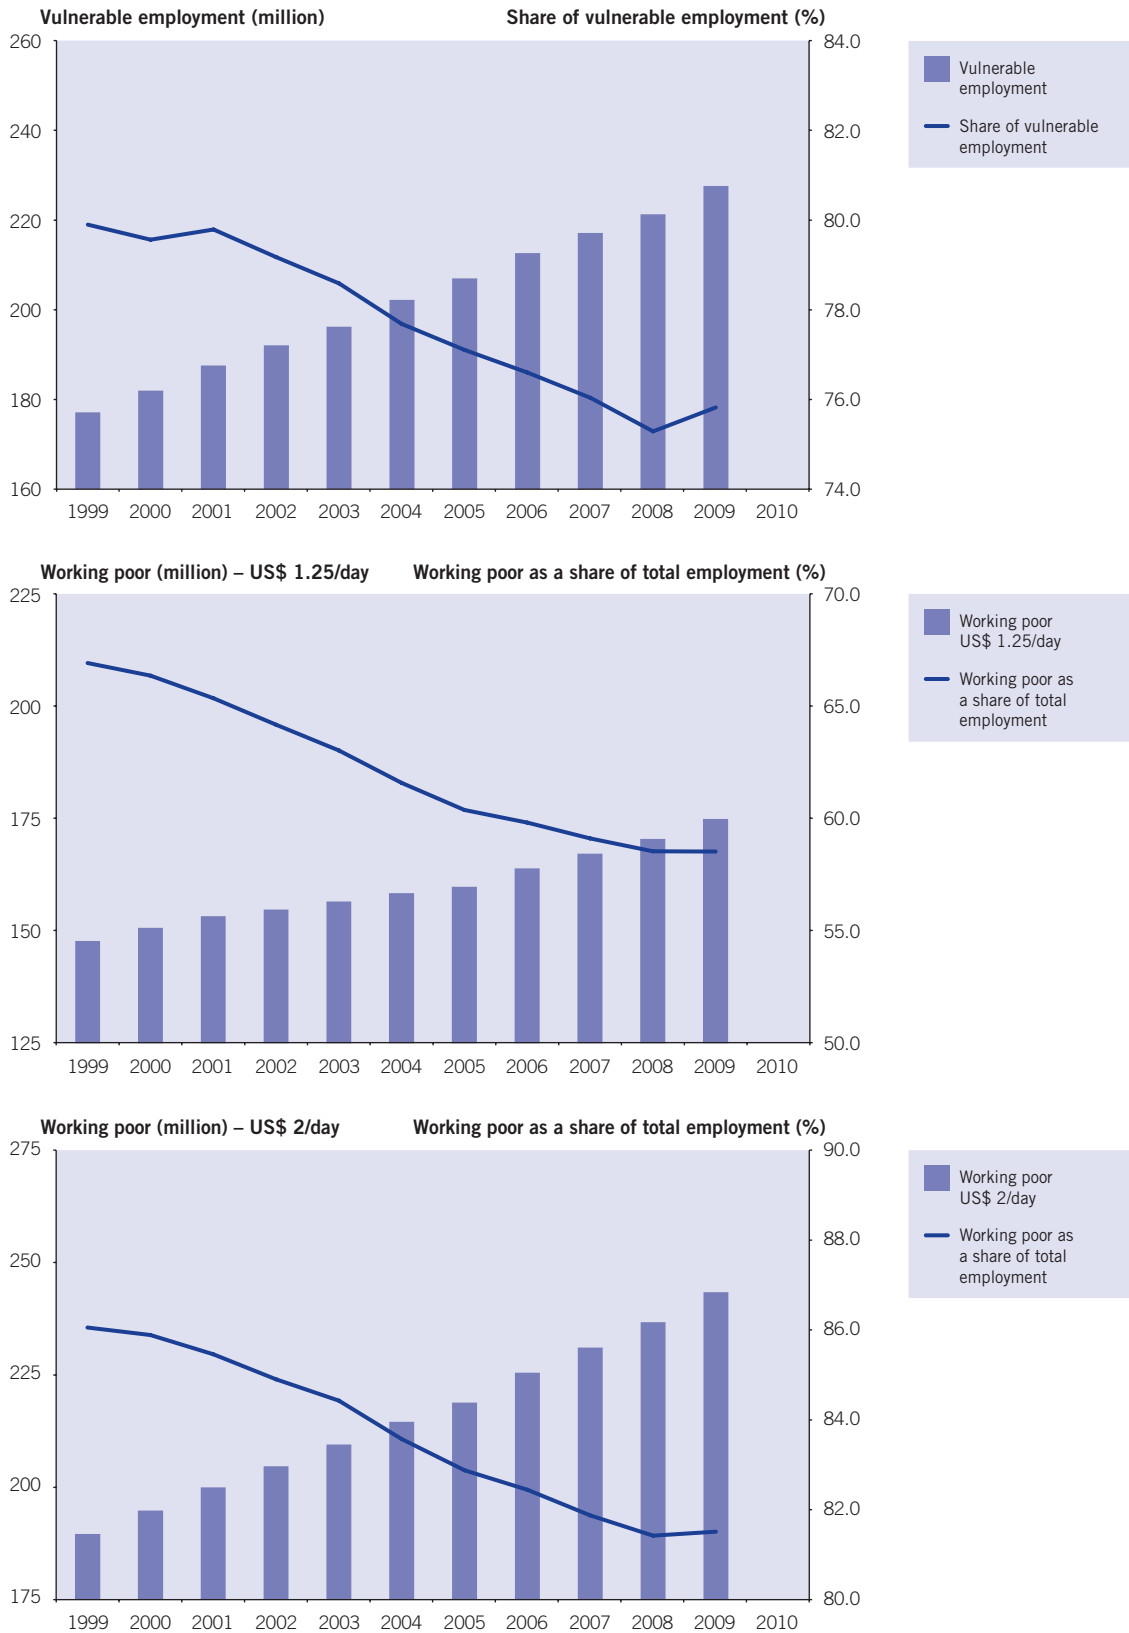 Vulnerable employment (million) Share of vulnerable employment (%)
260 84.0
240 82.0
220 80.0
200 78.0
180 76.0
160 74.0
1999 2000 2001 2002 2003 2004 2005 2006 2007 2008 2009 2010
Vulnerable
employment
Share of vulnerable
employment
Working poor (million) – US$ 1.25/day Working poor as a share of total employment (%)
225 70.0
200 65.0
175 60.0
150 55.0
125 50.0
1999 2000 2001 2002 2003 2004 2005 2006 2007 2008 2009 2010
Working poor
US$ 1.25/day
Working poor as
a share of total
employment
Working poor (million) – US$ 2/day Working poor as a share of total employment (%)
275 90.0
88.0
250
86.0
225
84.0
200
82.0
175 80.0
1999 2000 2001 2002 2003 2004 2005 2006 2007 2008 2009 2010
Working poor
US$ 2/day
Working poor as
a share of total
employment